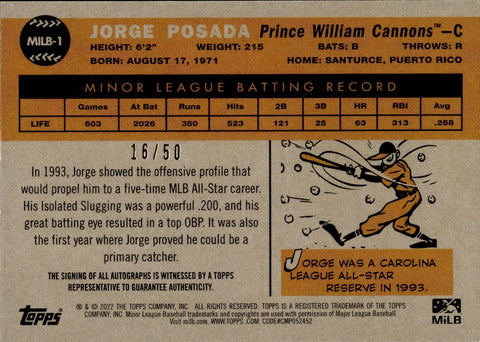 MILB-1
JORGE POSADA Prince William Cannons™—C
HEIGHT: 6'2" WEIGHT: 215 BATS: B THROWS: R
BORN: AUGUST 17, 1971 HOME: SANTURCE, PUERTO RICO
MINOR LEAGUE BATTING RECORD
Games At Bat Runs Hits 2B 3B HR RBI Avg
LIFE 603 2026 350 523 121 25 63 313 .258
16/50
In 1993, Jorge showed the offensive profile that
would propel him to a five-time MLB All-Star career.
His Isolated Slugging was a powerful .200, and his
great batting eye resulted in a top OBP. It was also
the first year where Jorge proved he could be a
primary catcher.
THE SIGNING OF ALL AUTOGRAPHS IS WITNESSED BY A TOPPS
REPRESENTATIVE TO GUARANTEE AUTHENTICITY.
JORGE WAS A CAROLINA
LEAGUE ALL-STAR
RESERVE IN 1993.
TOPPS
® & © 2022 THE TOPPS COMPANY, INC. ALL RIGHTS RESERVED. TOPPS IS A REGISTERED TRADEMARK OF THE TOPPS
COMPANY, INC. Minor League Baseball trademarks and copyrights are used with permission of Major League Baseball.
Visit milb.com. WWW.TOPPS.COM CODE#CMP052452
MiLB